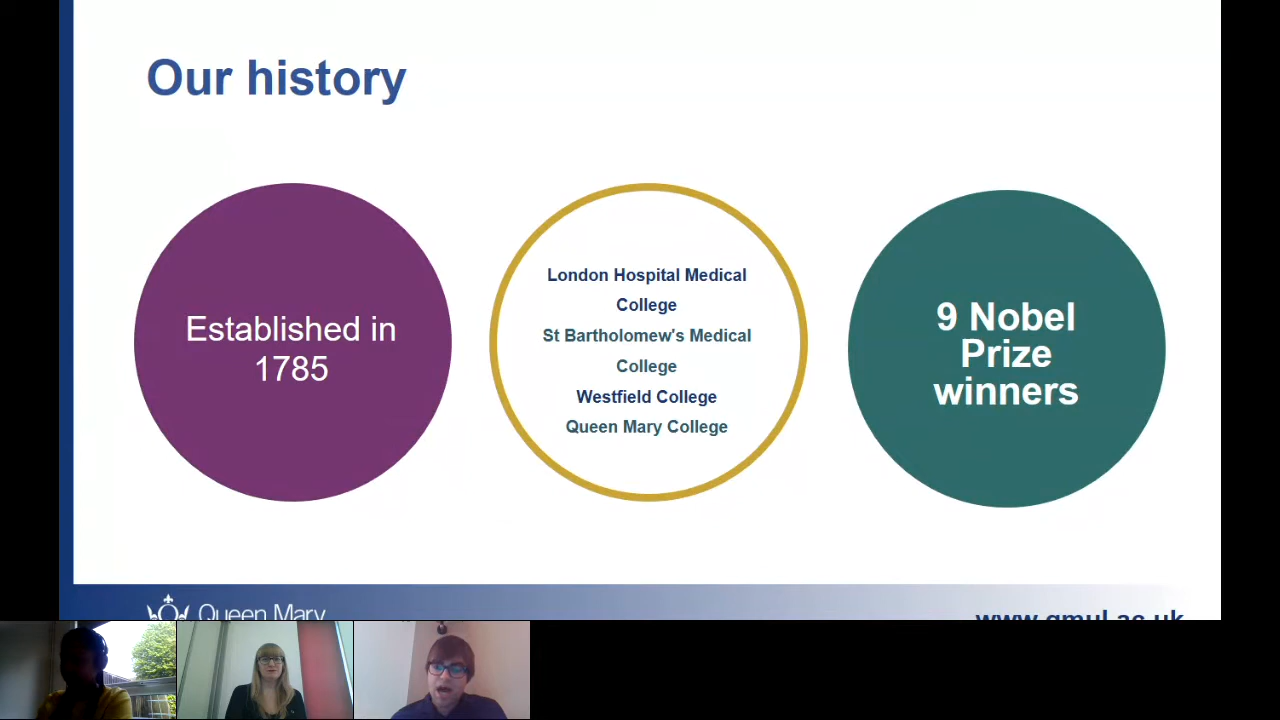 Our history
Established in
1785
London Hospital Medical
College
St Bartholomew's Medical
College
Westfield College
Queen Mary College
9 Nobel
Prize
winners
Queen Mary
www.qmul.ac.uk